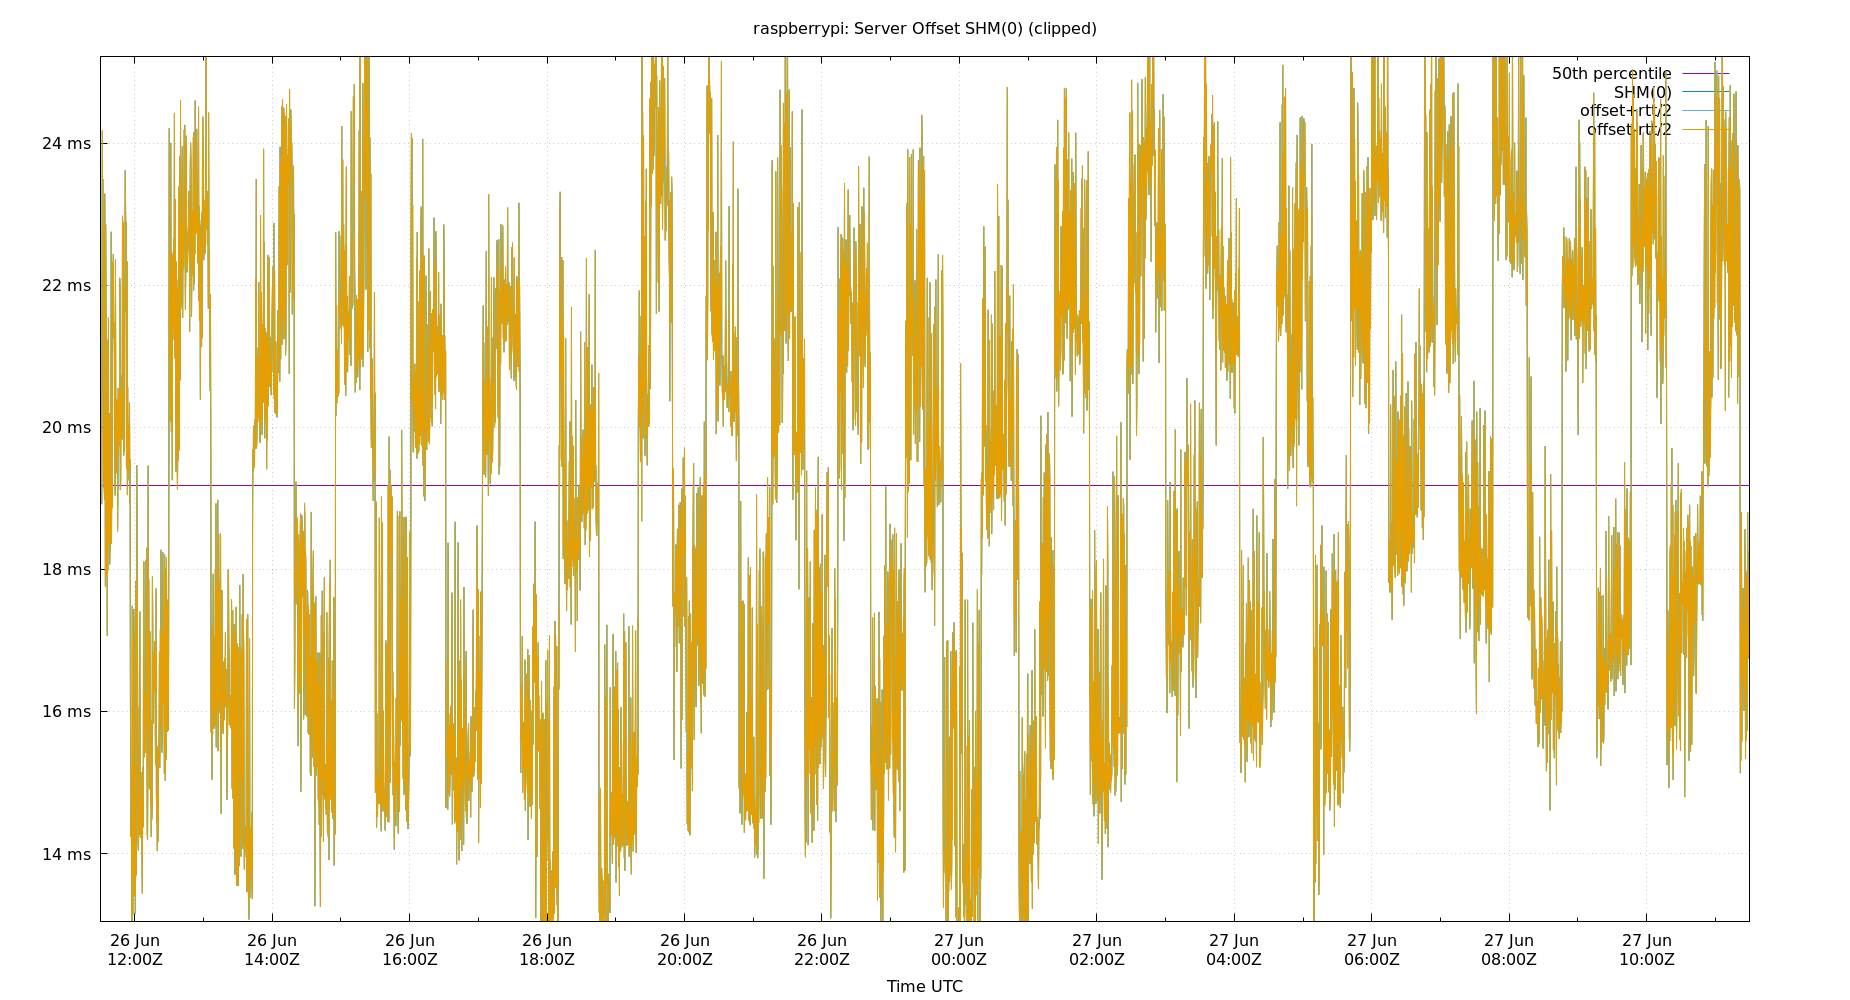 raspberrypi: Server Offset SHM(0) (clipped)
50th percentile
SHM(0)
offset+rtt/2
offset-rtt/2
24 ms
22 ms
20 ms
18 ms
16 ms
14 ms
26 Jun 26 Jun 26 Jun 26 Jun 26 Jun 26 Jun 27 Jun 27 Jun 27 Jun 27 Jun 27 Jun 27 Jun
12:00Z 14:00Z 16:00Z 18:00Z 20:00Z 22:00Z 00:00Z 02:00Z 04:00Z 06:00Z 08:00Z 10:00Z
Time UTC